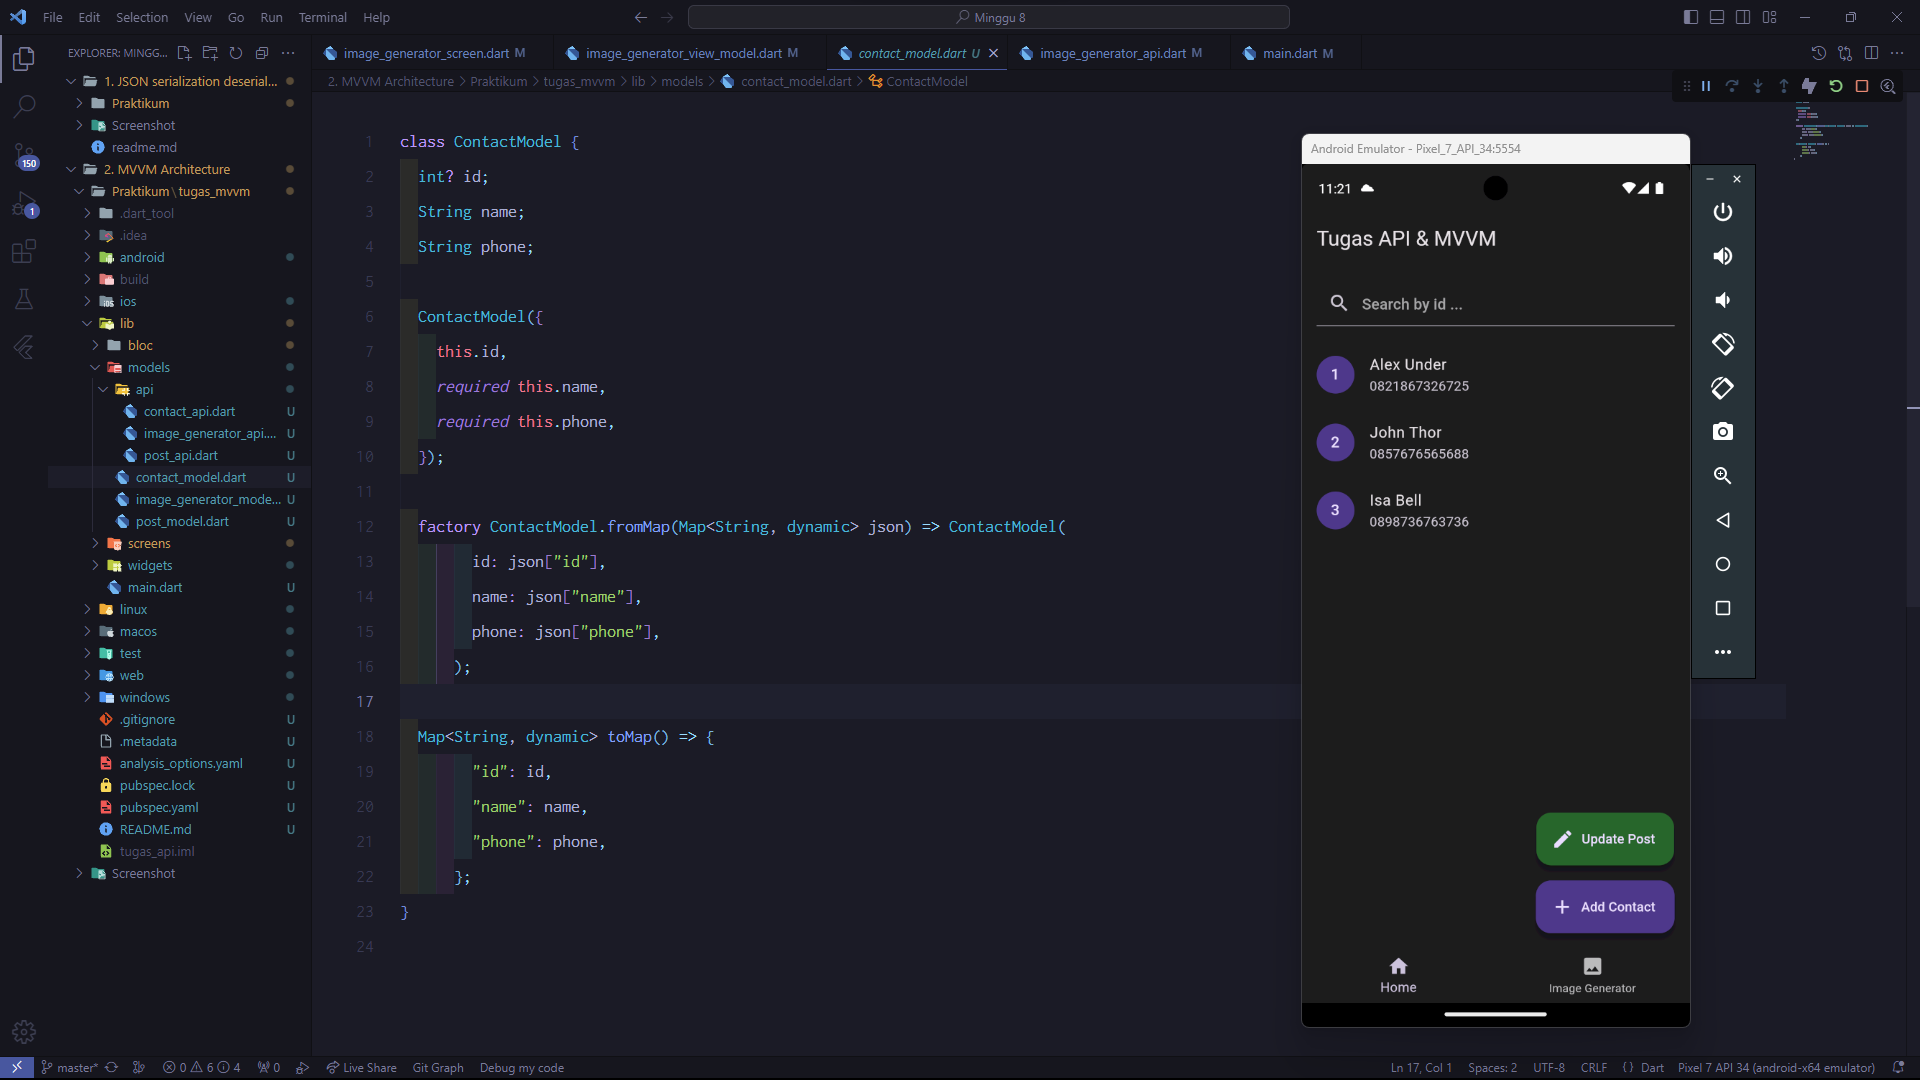 File Edit Selection View Go Run Terminal Help
Minggu 8
EXPLORER: MINGG...
1. JSON serialization deserial...
Praktikum
Screenshot
readme.md
2. MVVM Architecture
Praktikum\tugas_mvvm
.dart_tool
.idea
android
build
ios
lib
bloc
models
api
contact_api.dart U
image_generator_api.... U
post_api.dart U
contact_model.dart U
image_generator_mode... U
post_model.dart U
screens
widgets
main.dart U
linux
macos
test
web
windows
.gitignore U
.metadata U
analysis_options.yaml U
pubspec.lock U
pubspec.yaml U
README.md U
tugas_api.iml
Screenshot
150
1
image_generator_screen.dart M
image_generator_view_model.dart M
contact_model.dart U
image_generator_api.dart M
main.dart M
2. MVVM Architecture > Praktikum > tugas_mvvm > lib > models > contact_model.dart > ContactModel
1 class ContactModel {
2 int? id;
3 String name;
4 String phone;
5
6 ContactModel({
7 this.id,
8 required this.name,
9 required this.phone,
10 });
11
12 factory ContactModel.fromMap(Map<String, dynamic> json) => ContactModel(
13 id: json["id"],
14 name: json["name"],
15 phone: json["phone"],
16 );
17
18 Map<String, dynamic> toMap() => {
19 "id": id,
20 "name": name,
21 "phone": phone,
22 };
23 }
24
Android Emulator - Pixel_7_API_34:5554
11:21
Tugas API & MVVM
Search by id ...
1 Alex Under
0821867326725
2 John Thor
0857676565688
3 Isa Bell
0898736763736
Update Post
Add Contact
Home
Image Generator
master* 0 6 4 0 Live Share Git Graph Debug my code
Ln 17, Col 1 Spaces: 2 UTF-8 CRLF { } Dart Pixel 7 API 34 (android-x64 emulator)